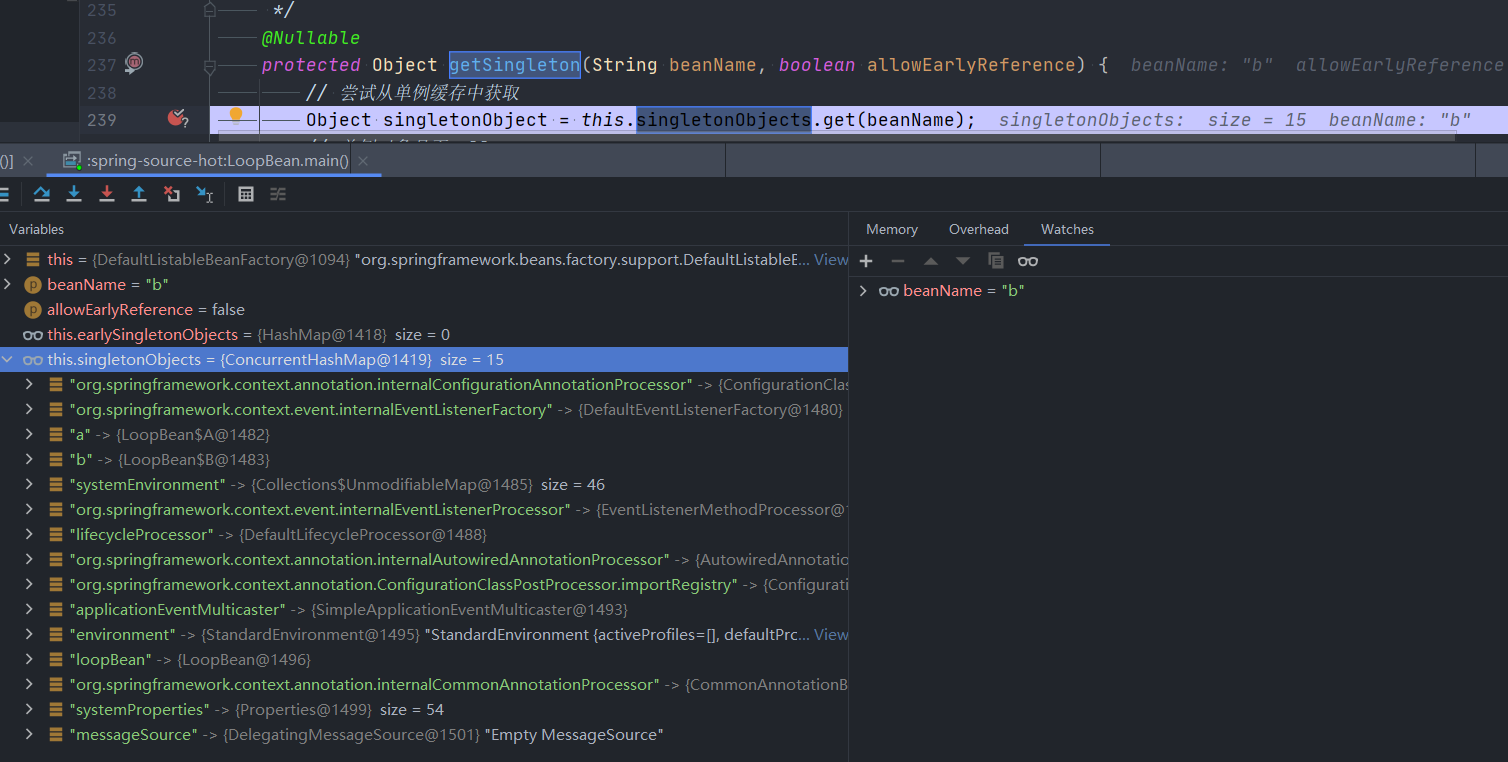 235 */
236 @Nullable
237 protected Object getSingleton(String beanName, boolean allowEarlyReference) { beanName: "b" allowEarlyReference
238 // 尝试从单例缓存中获取
239 Object singletonObject = this.singletonObjects.get(beanName); singletonObjects: size = 15 beanName: "b"
()] :spring-source-hot:LoopBean.main()
Variables
Memory Overhead Watches
this = {DefaultListableBeanFactory@1094} "org.springframework.beans.factory.support.DefaultListableE... View
beanName = "b"
allowEarlyReference = false
this.earlySingletonObjects = {HashMap@1418} size = 0
this.singletonObjects = {ConcurrentHashMap@1419} size = 15
"org.springframework.context.annotation.internalConfigurationAnnotationProcessor" -> {ConfigurationClas
"org.springframework.context.event.internalEventListenerFactory" -> {DefaultEventListenerFactory@1480}
"a" -> {LoopBean$A@1482}
"b" -> {LoopBean$B@1483}
"systemEnvironment" -> {Collections$UnmodifiableMap@1485} size = 46
"org.springframework.context.event.internalEventListenerProcessor" -> {EventListenerMethodProcessor@1
"lifecycleProcessor" -> {DefaultLifecycleProcessor@1488}
"org.springframework.context.annotation.internalAutowiredAnnotationProcessor" -> {AutowiredAnnotatio
"org.springframework.context.annotation.ConfigurationClassPostProcessor.importRegistry" -> {Configurati
"applicationEventMulticaster" -> {SimpleApplicationEventMulticaster@1493}
"environment" -> {StandardEnvironment@1495} "StandardEnvironment {activeProfiles=[], defaultPrc... View
"loopBean" -> {LoopBean@1496}
"org.springframework.context.annotation.internalCommonAnnotationProcessor" -> {CommonAnnotationB
"systemProperties" -> {Properties@1499} size = 54
"messageSource" -> {DelegatingMessageSource@1501} "Empty MessageSource"
beanName = "b"